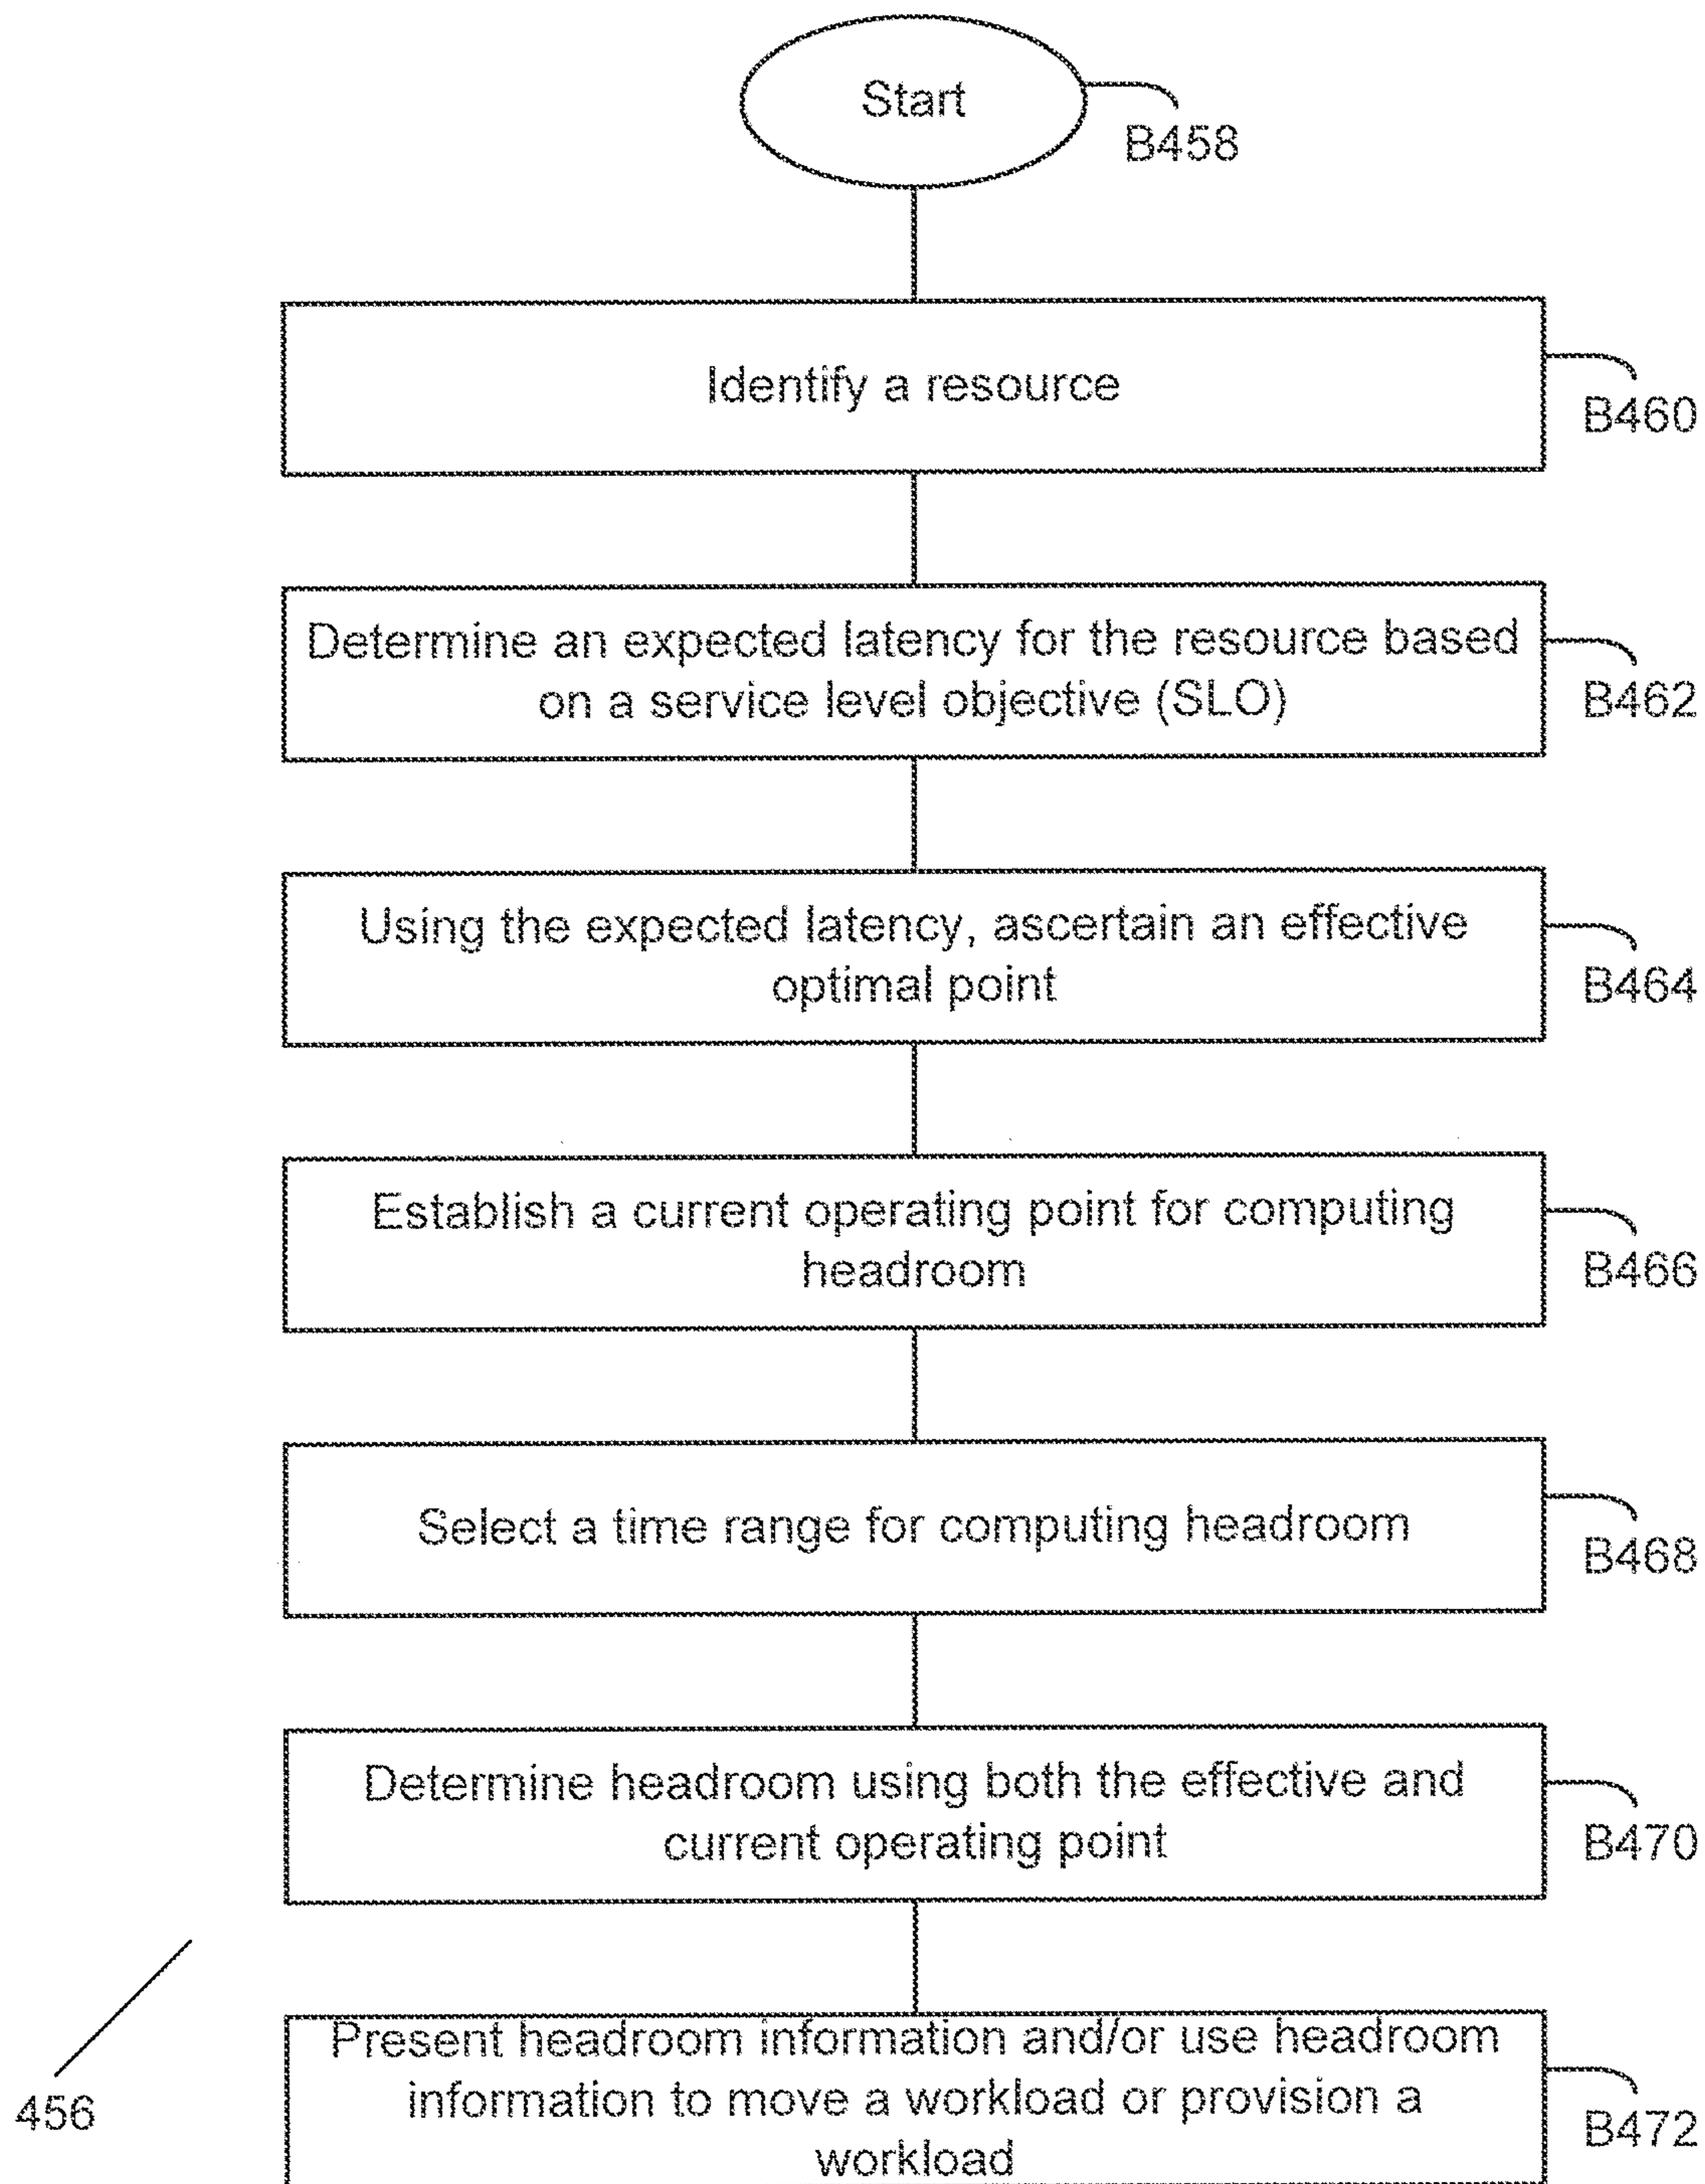 Start
B458
Identify a resource
B460
Determine an expected latency for the resource based
on a service level objective (SLO)
B462
Using the expected latency, ascertain an effective
optimal point
B464
Establish a current operating point for computing
headroom
B466
Select a time range for computing headroom
B468
Determine headroom using both the effective and
current operating point
B470
Present headroom information and/or use headroom
information to move a workload or provision a
workload
B472
456